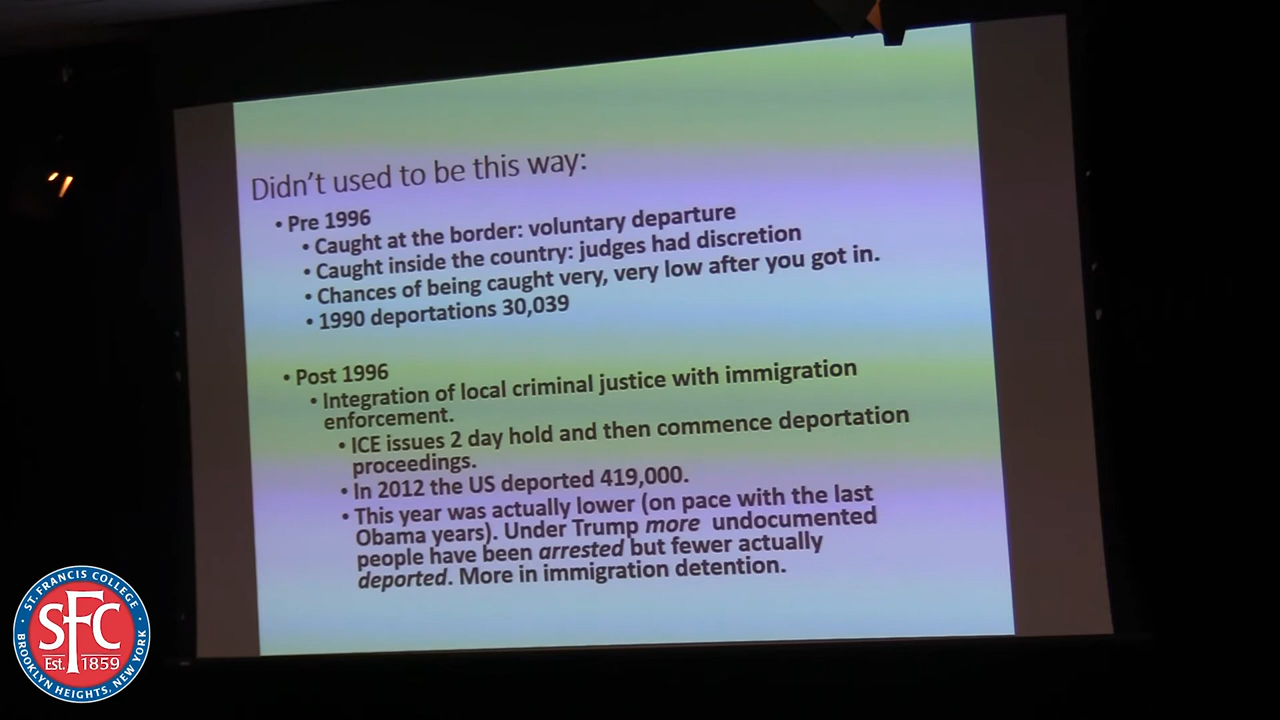 Didn't used to be this way:
• Pre 1996
• Caught at the border: voluntary departure
• Caught inside the country: judges had discretion
• Chances of being caught very, very low after you got in.
• 1990 deportations 30,039
• Post 1996
• Integration of local criminal justice with immigration
enforcement.
• ICE issues 2 day hold and then commence deportation
proceedings.
• In 2012 the US deported 419,000.
• This year was actually lower (on pace with the last
Obama years). Under Trump more undocumented
people have been arrested but fewer actually
deported. More in immigration detention.
ST. FRANCIS COLLEGE
SFC
Est. 1859
BROOKLYN HEIGHTS, NEW YORK